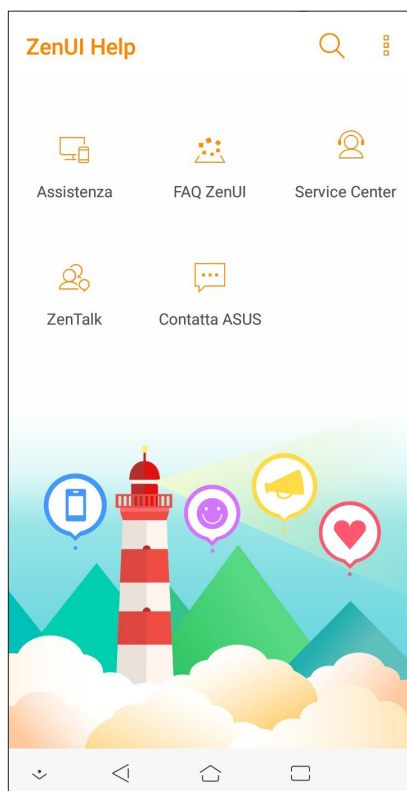 ZenUI Help
Assistenza
FAQ ZenUI
Service Center
ZenTalk
Contatta ASUS